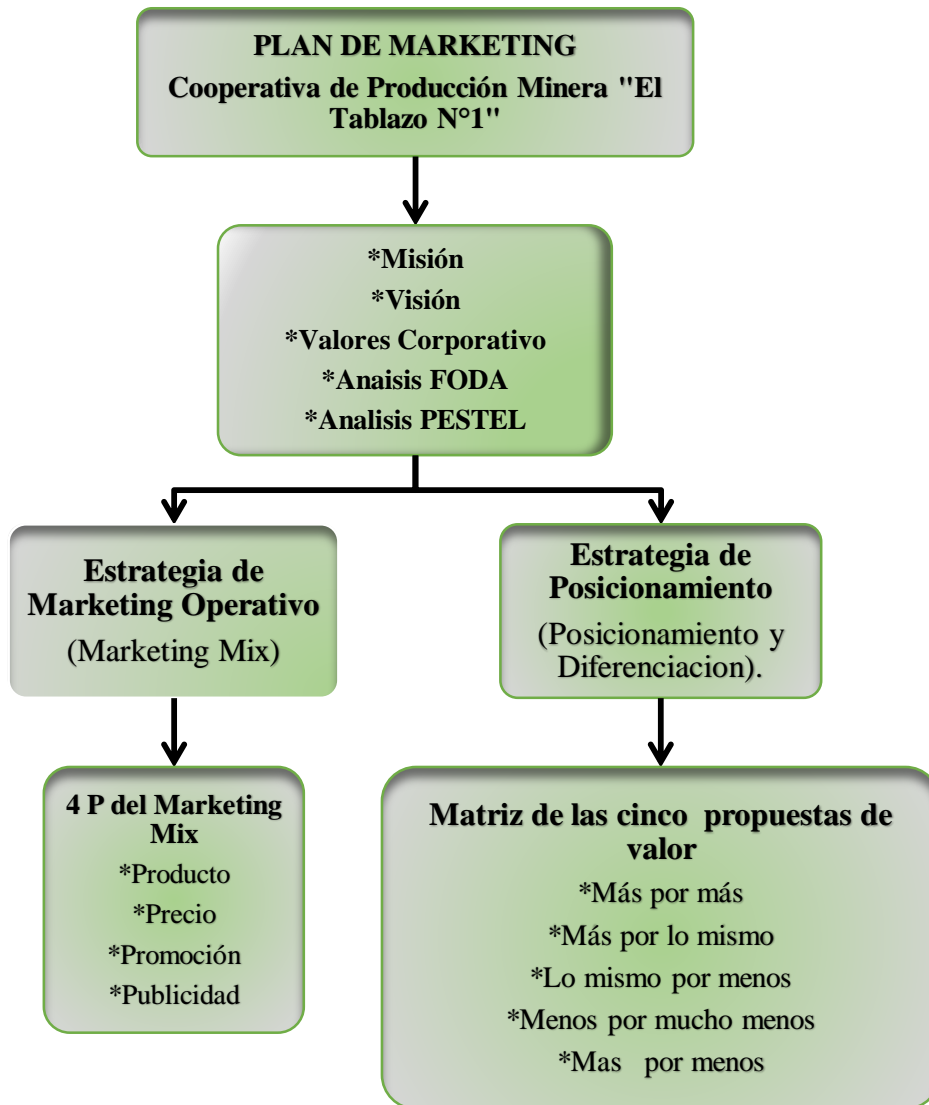 PLAN DE MARKETING
Cooperativa de Producción Minera "El
Tablazo N°1"
*Misión
*Visión
*Valores Corporativo
*Anaisis FODA
*Analisis PESTEL
Estrategia de
Marketing Operativo
(Marketing Mix)
Estrategia de
Posicionamiento
(Posicionamiento y
Diferenciacion).
4 P del Marketing
Mix
*Producto
*Precio
*Promoción
*Publicidad
Matriz de las cinco propuestas de
valor
*Más por más
*Más por lo mismo
*Lo mismo por menos
*Menos por mucho menos
*Mas por menos